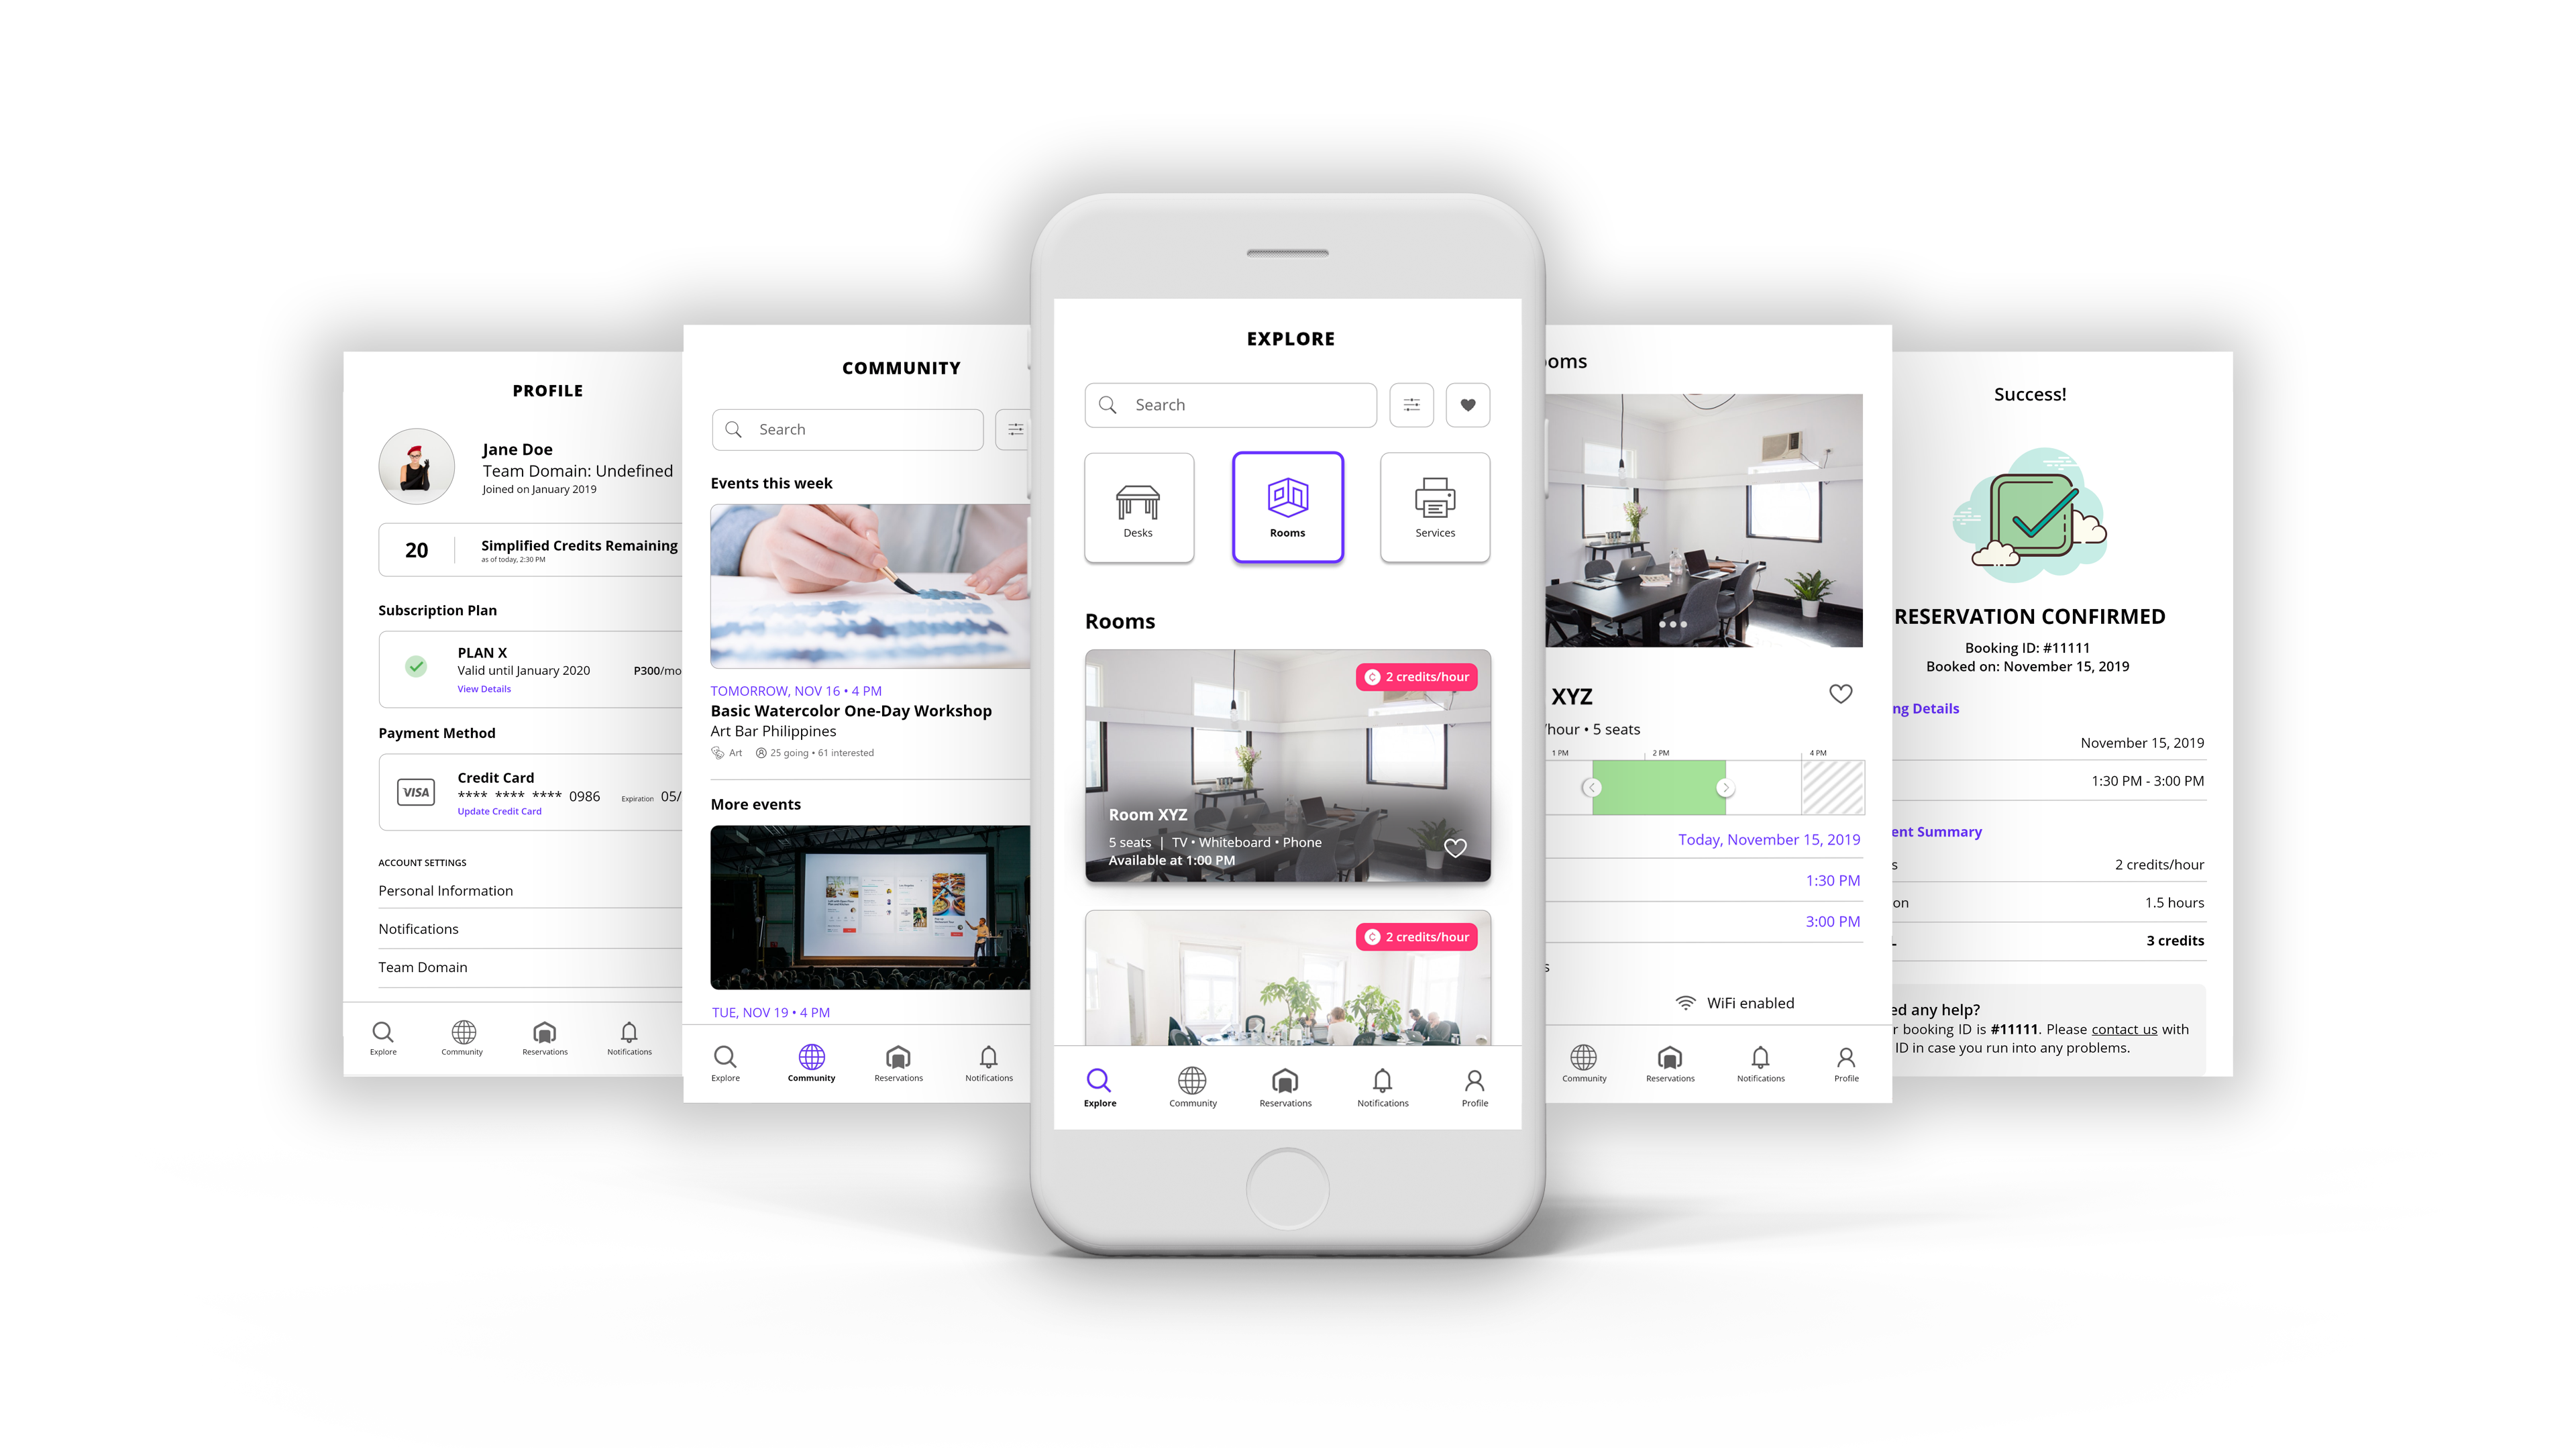 PROFILE
Jane Doe
Team Domain: Undefined
Joined on January 2019
20
Simplified Credits Remaining
as of today, 2:30 PM
Subscription Plan
PLAN X
Valid until January 2020
P300/mo
View Details
Payment Method
VISA
Credit Card
**** **** **** 0986
Expiration 05/
Update Credit Card
ACCOUNT SETTINGS
Personal Information
Notifications
Team Domain
Explore
Community
Reservations
Notifications
COMMUNITY
Search
Events this week
TOMORROW, NOV 16 • 4 PM
Basic Watercolor One-Day Workshop
Art Bar Philippines
Art
25 going • 61 interested
More events
TUE, NOV 19 • 4 PM
Explore
Community
Reservations
Notifications
EXPLORE
Search
Desks
Rooms
Services
Rooms
2 credits/hour
Room XYZ
5 seats | TV • Whiteboard • Phone
Available at 1:00 PM
2 credits/hour
Explore
Community
Reservations
Notifications
Profile
ooms
XYZ
/hour • 5 seats
1 PM
2 PM
4 PM
Today, November 15, 2019
1:30 PM
3:00 PM
s
WiFi enabled
Community
Reservations
Notifications
Profile
Success!
RESERVATION CONFIRMED
Booking ID: #11111
Booked on: November 15, 2019
ng Details
November 15, 2019
1:30 PM - 3:00 PM
ent Summary
s
2 credits/hour
on
1.5 hours
3 credits
ed any help?
r booking ID is #11111. Please contact us with
ID in case you run into any problems.